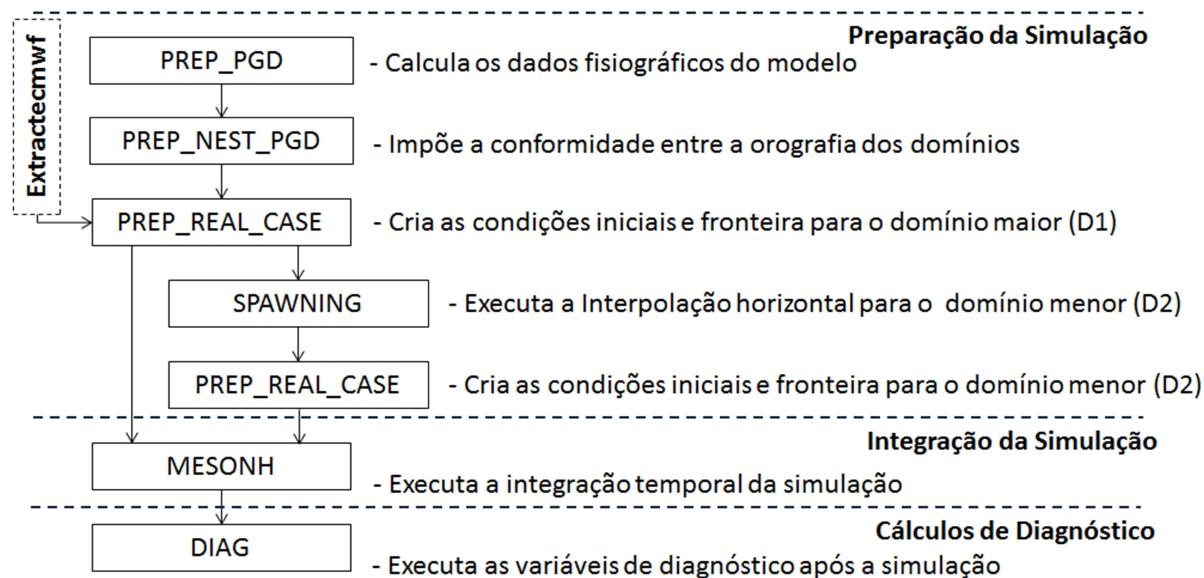 Preparação da Simulação
Extractecmwf
PREP_PGD
- Calcula os dados fisiográficos do modelo
PREP_NEST_PGD
- Impõe a conformidade entre a orografia dos domínios
PREP_REAL_CASE
- Cria as condições iniciais e fronteira para o domínio maior (D1)
SPAWNING
- Executa a Interpolação horizontal para o domínio menor (D2)
PREP_REAL_CASE
- Cria as condições iniciais e fronteira para o domínio menor (D2)
Integração da Simulação
MESONH
- Executa a integração temporal da simulação
Cálculos de Diagnóstico
DIAG
- Executa as variáveis de diagnóstico após a simulação